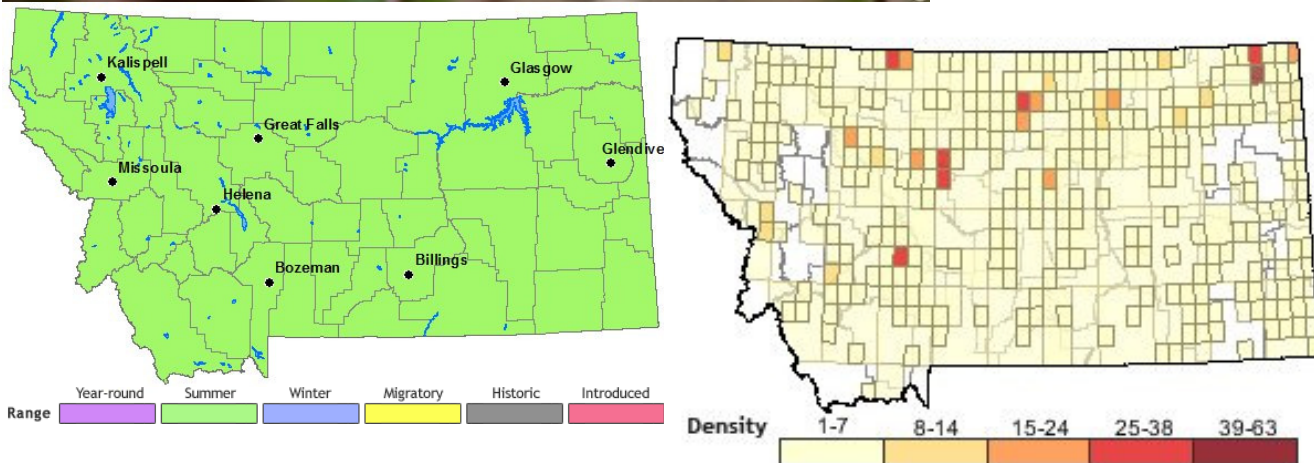 Kalispell
Glasgow
Great Falls
Glendive
Missoula
Helena
Bozeman
Billings
Range Year-round Summer Winter Migratory Historic Introduced
Density 1-7 8-14 15-24 25-38 39-63